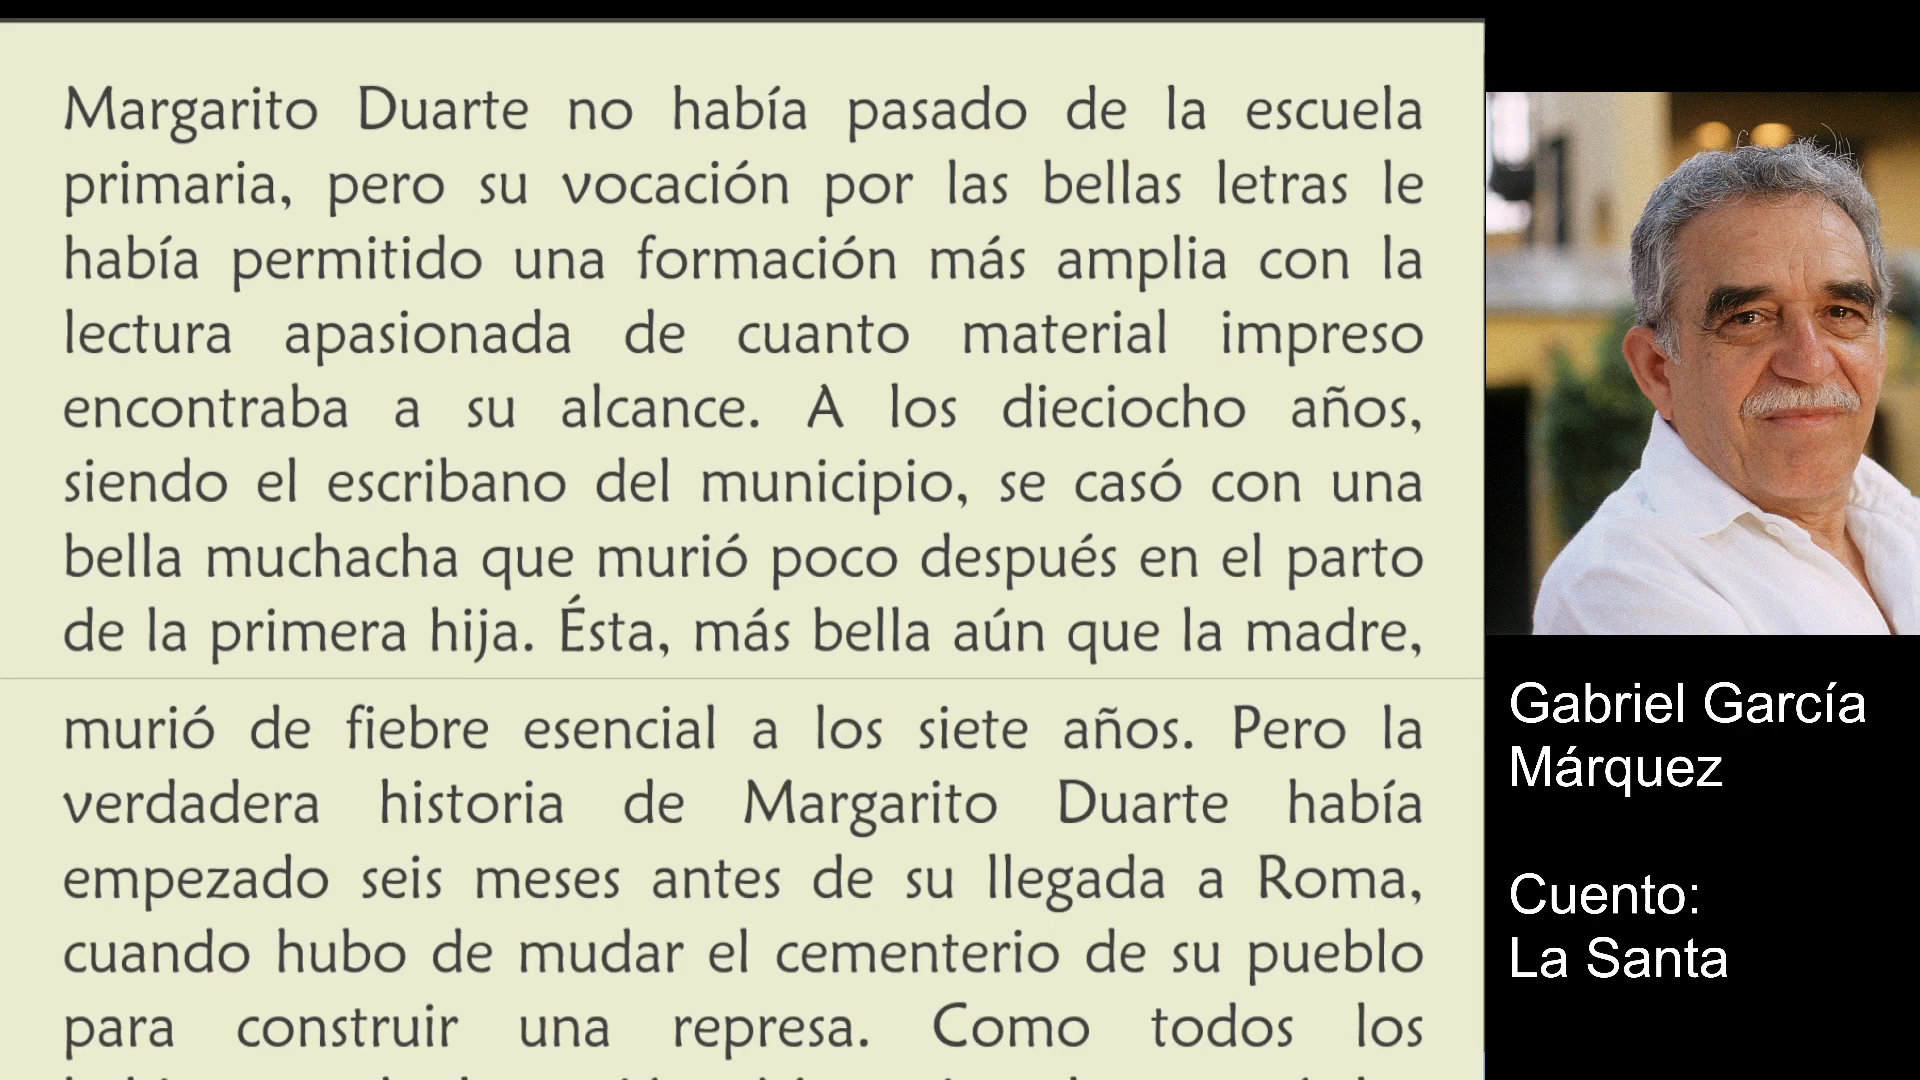 Margarito Duarte no había pasado de la escuela
primaria, pero su vocación por las bellas letras le
había permitido una formación más amplia con la
lectura apasionada de cuanto material impreso
encontraba a su alcance. A los dieciocho años,
siendo el escribano del municipio, se casó con una
bella muchacha que murió poco después en el parto
de la primera hija. Ésta, más bella aún que la madre,
murió de fiebre esencial a los siete años. Pero la
verdadera historia de Margarito Duarte había
empezado seis meses antes de su llegada a Roma,
cuando hubo de mudar el cementerio de su pueblo
para construir una represa. Como todos los
Gabriel García
Márquez
Cuento:
La Santa